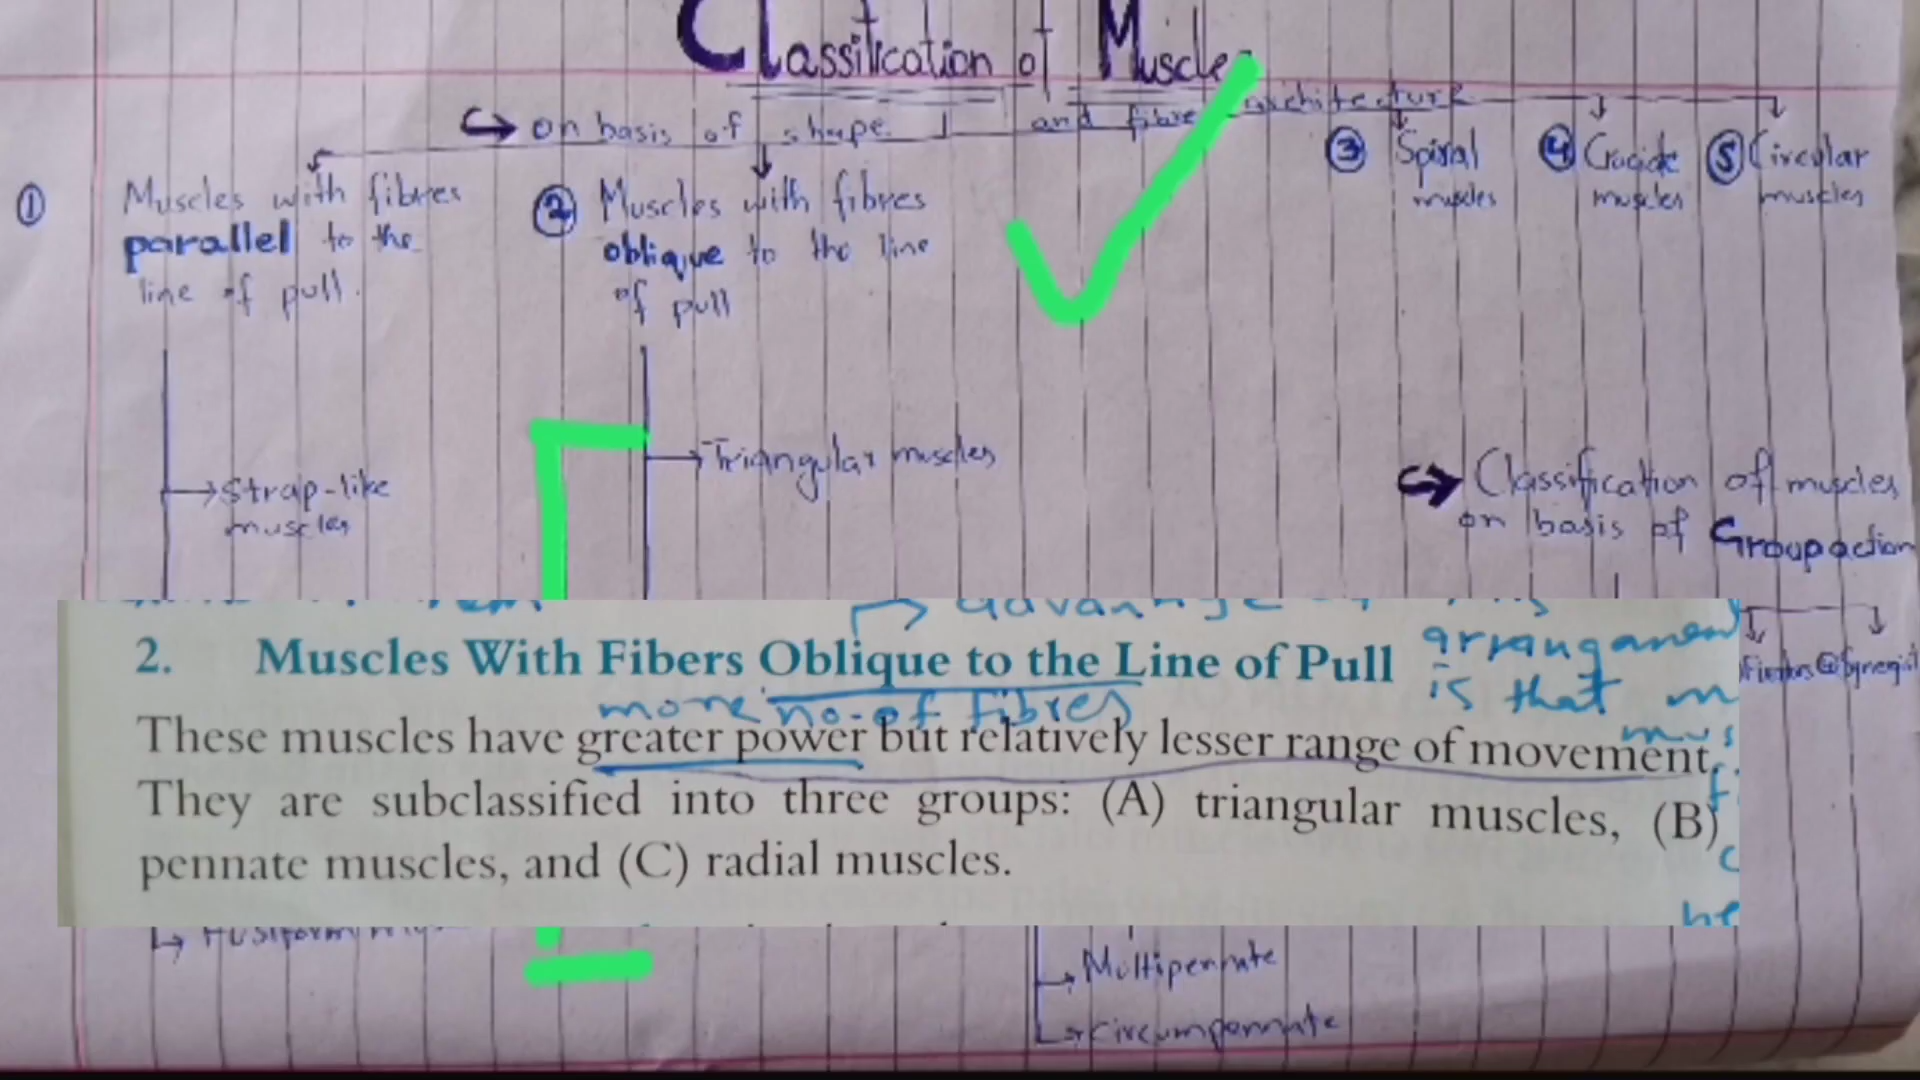 Classification of Muscles
on basis of shape and fibre architecture
① Muscles with fibres
parallel to the
line of pull.
② Muscles with fibres
oblique to the line
of pull
③ Spiral
muscles
④ Cruciate
muscles
⑤ Circular
muscles
Strap-like
muscles
Triangular muscles
Classification of muscles
on basis of Group action
2. Muscles With Fibers Oblique to the Line of Pull
arrangement
is that
more no. of fibres
These muscles have greater power but relatively lesser range of movement.
They are subclassified into three groups: (A) triangular muscles, (B)
pennate muscles, and (C) radial muscles.
Multipennate
Circumpennate